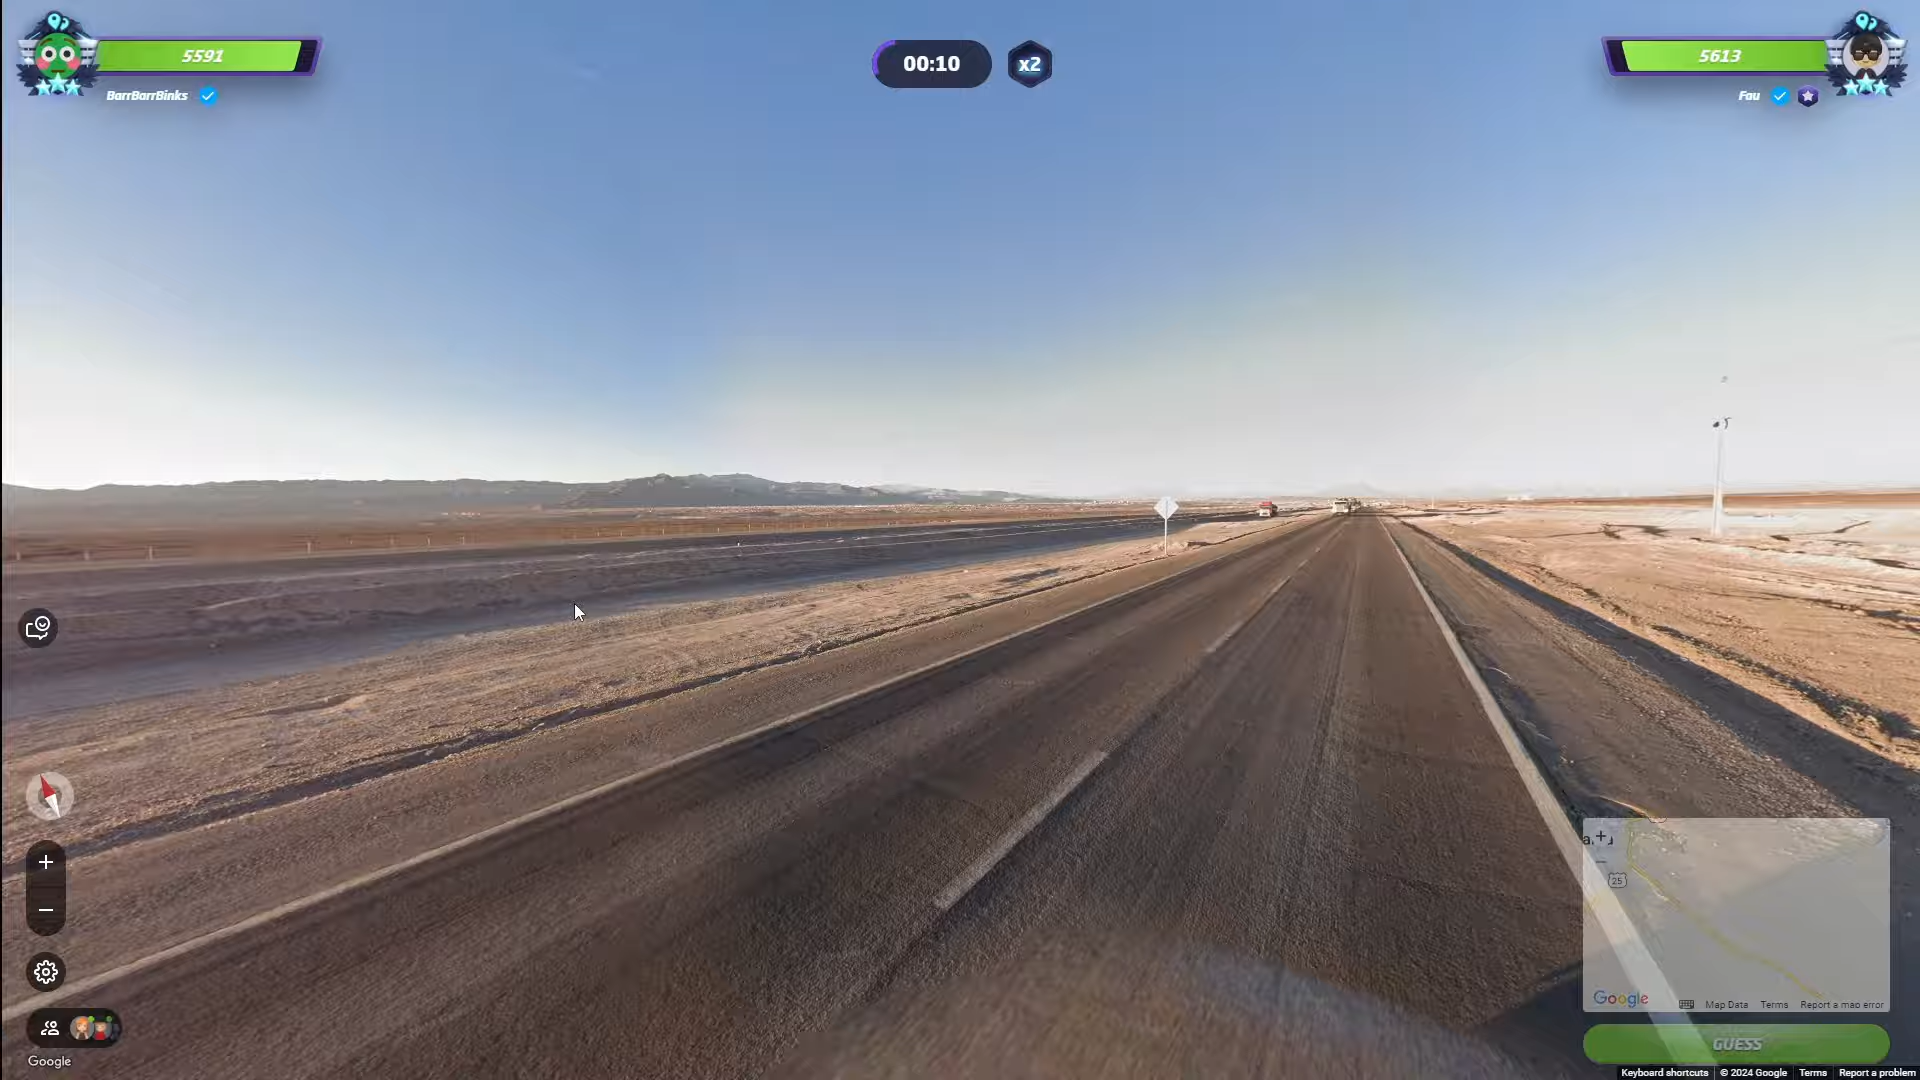 5591
BarrBarrBinks
00:10
x2
5613
Fau
25
Google
Map Data
Terms
Report a map error
GUESS
Google
Keyboard shortcuts
© 2024 Google
Terms
Report a problem